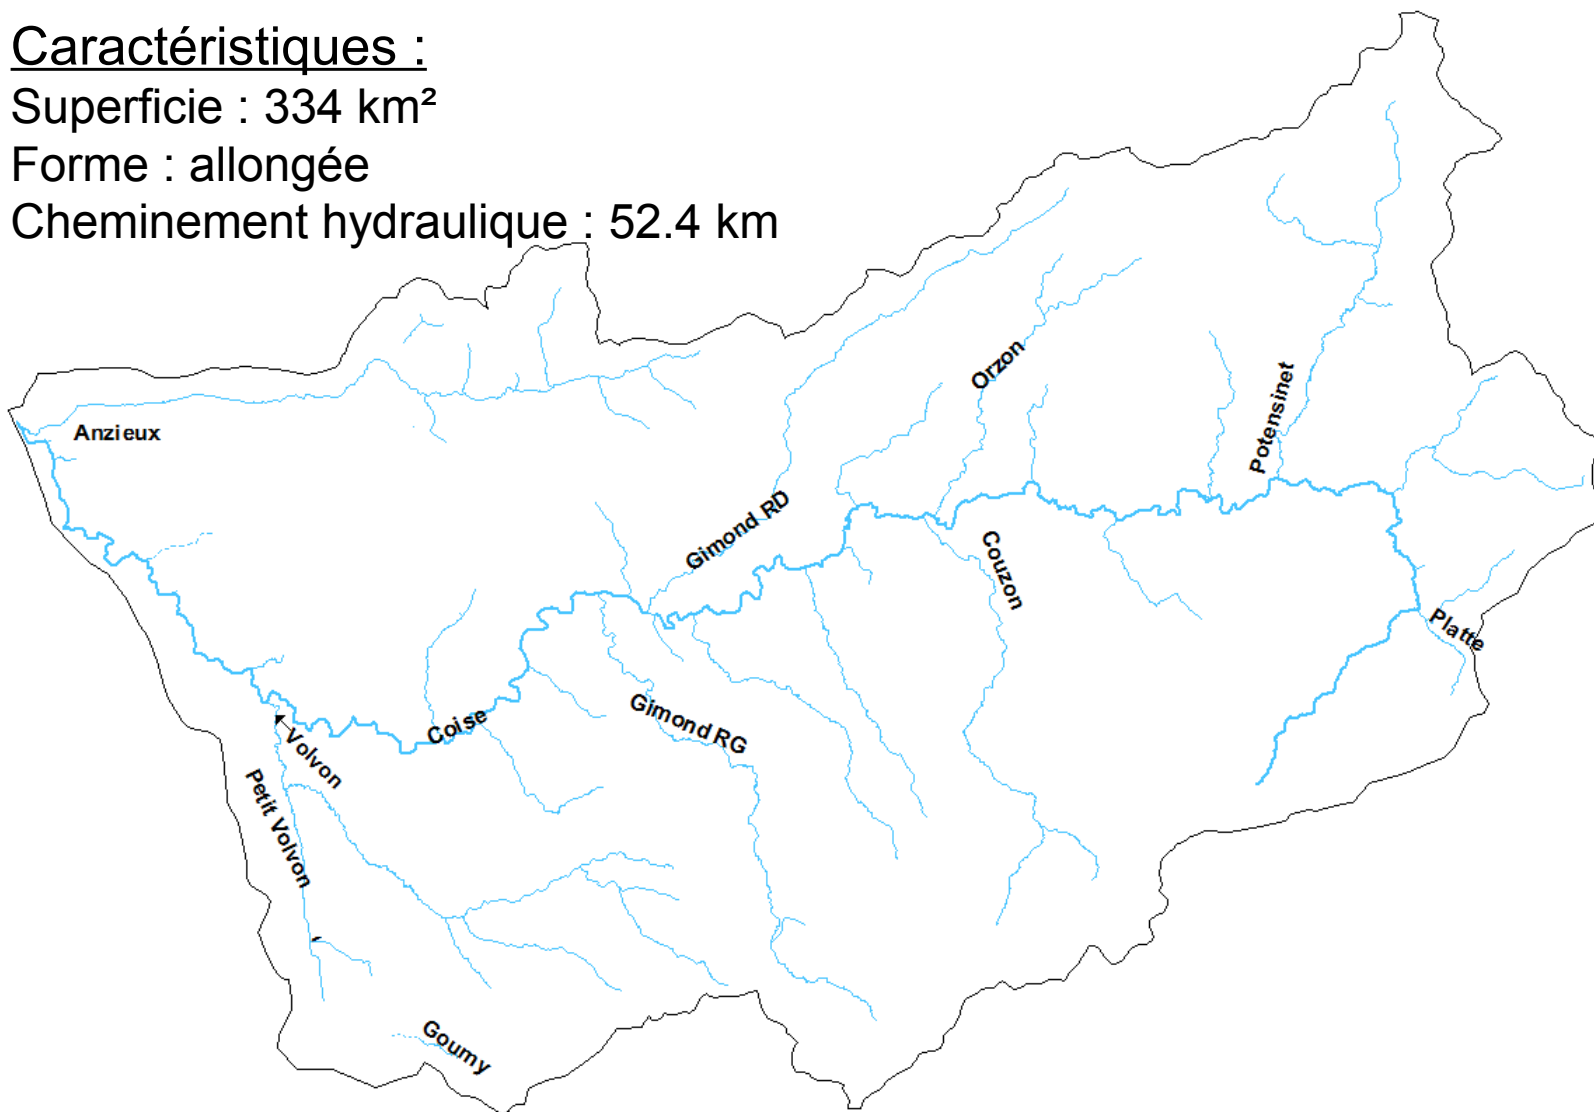 Caractéristiques :
Superficie : 334 km²
Forme : allongée
Cheminement hydraulique : 52.4 km
Orzon
Potensinet
Anzieux
Gimond RD
Couzon
Platte
Gimond RG
Coise
Volvon
Petit Volvon
Goumy